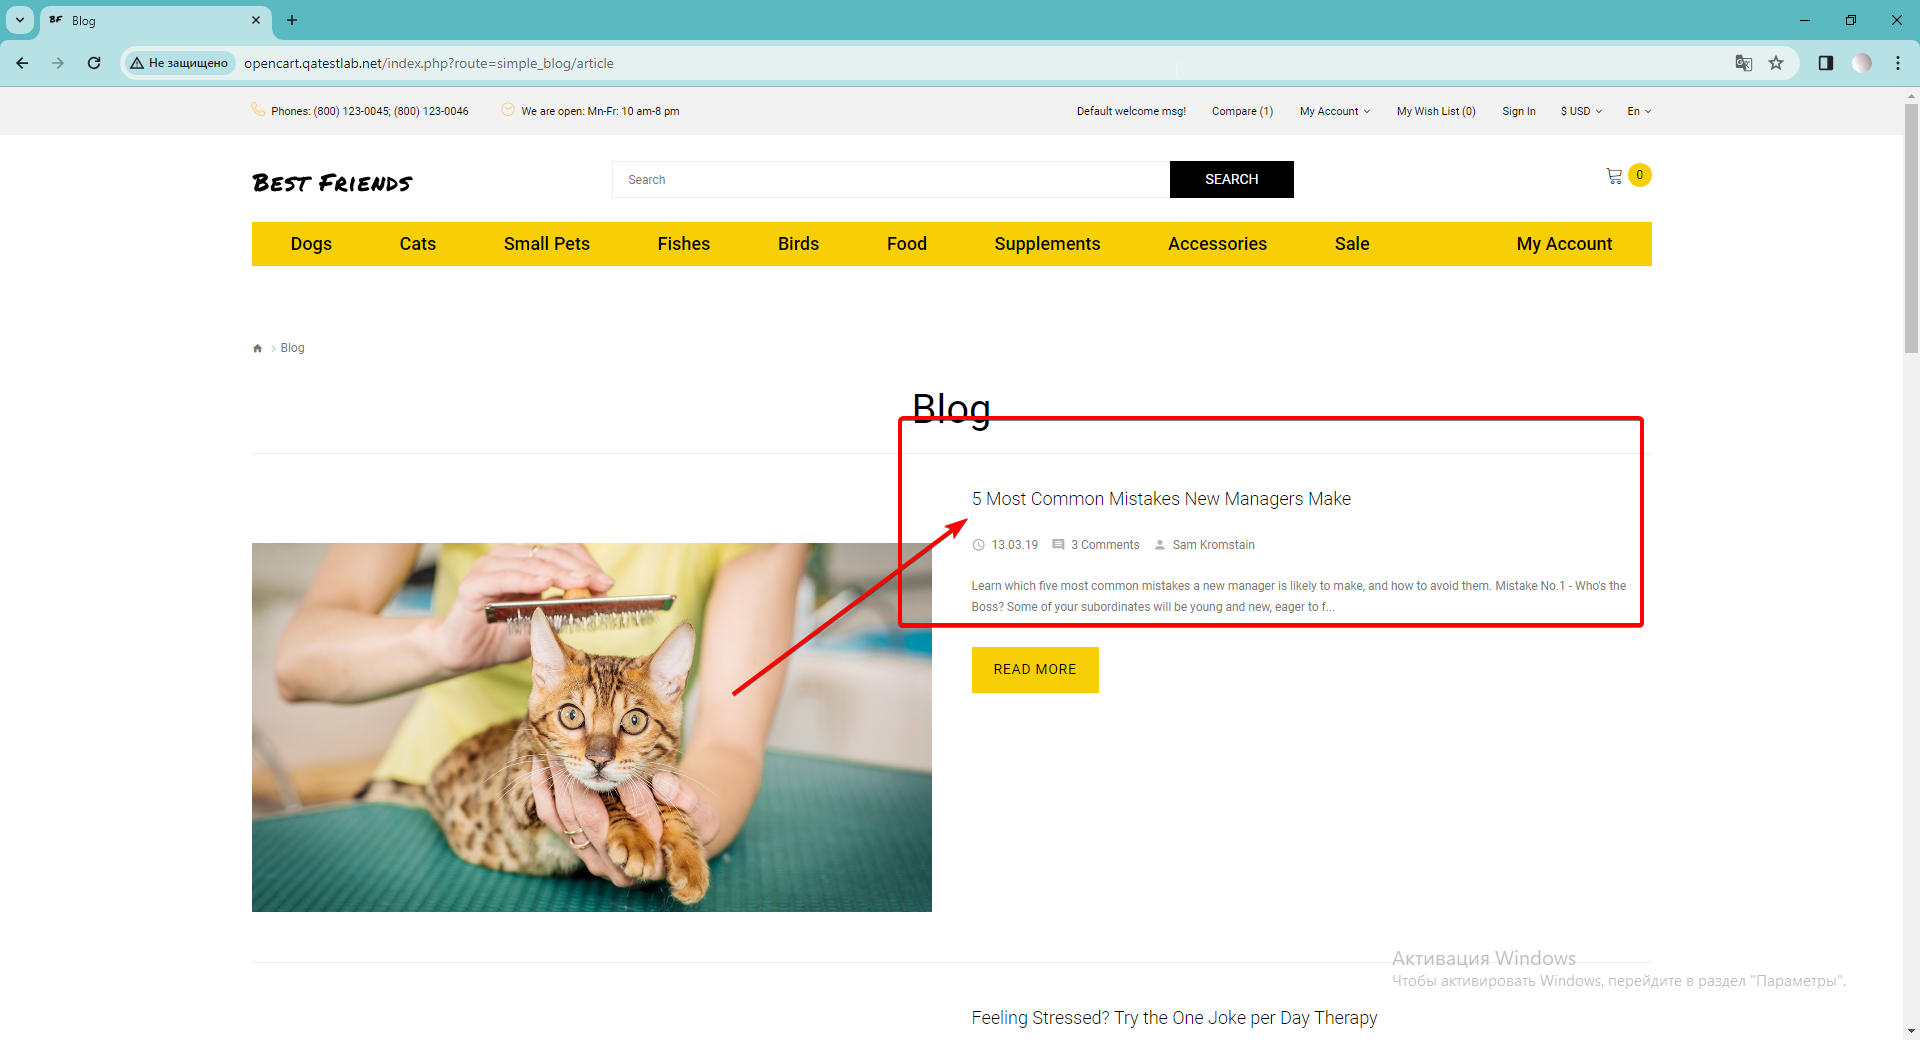 BF Blog
Не защищено opencart.qatestlab.net/index.php?route=simple_blog/article
Phones: (800) 123-0045; (800) 123-0046 We are open: Mn-Fr: 10 am-8 pm Default welcome msg! Compare (1) My Account My Wish List (0) Sign In $ USD En
BEST FRIENDS Search SEARCH 0
Dogs Cats Small Pets Fishes Birds Food Supplements Accessories Sale My Account
Blog
Blog
5 Most Common Mistakes New Managers Make
13.03.19 3 Comments Sam Kromstain
Learn which five most common mistakes a new manager is likely to make, and how to avoid them. Mistake No.1 - Who's the
Boss? Some of your subordinates will be young and new, eager to f...
READ MORE
Активация Windows
Чтобы активировать Windows, перейдите в раздел "Параметры".
Feeling Stressed? Try the One Joke per Day Therapy